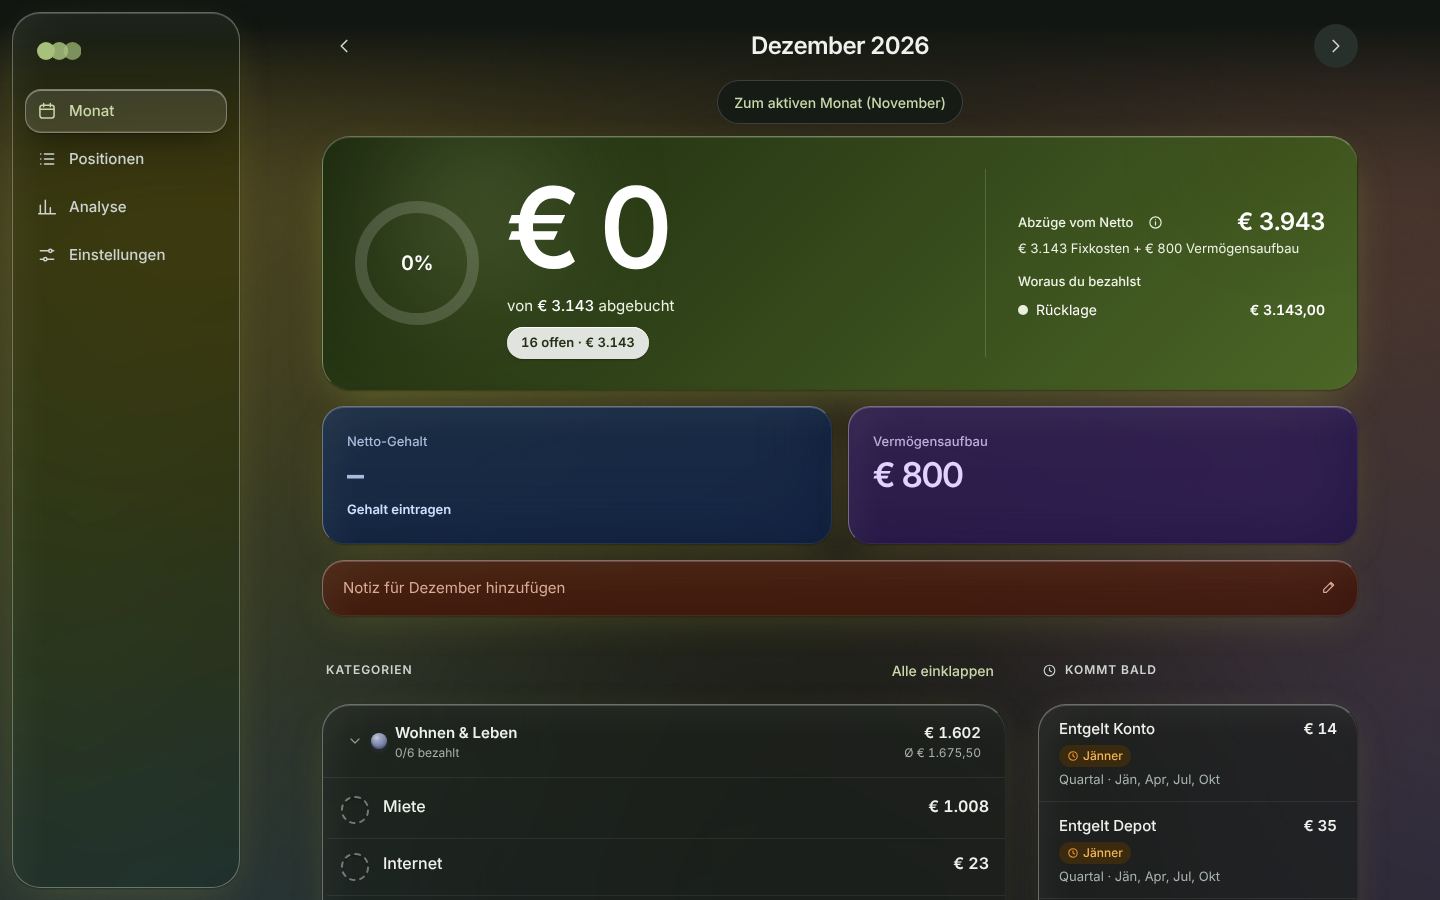 Dezember 2026
Monat
Positionen
Analyse
Einstellungen
Zum aktiven Monat (November)
0%
€ 0
von € 3.143 abgebucht
16 offen · € 3.143
Abzüge vom Netto € 3.943
€ 3.143 Fixkosten + € 800 Vermögensaufbau
Woraus du bezahlst
Rücklage € 3.143,00
Netto-Gehalt
–
Gehalt eintragen
Vermögensaufbau
€ 800
Notiz für Dezember hinzufügen
KATEGORIEN
Alle einklappen
Wohnen & Leben € 1.602
0/6 bezahlt Ø € 1.675,50
Miete € 1.008
Internet € 23
KOMMT BALD
Entgelt Konto € 14
Jänner
Quartal · Jän, Apr, Jul, Okt
Entgelt Depot € 35
Jänner
Quartal · Jän, Apr, Jul, Okt